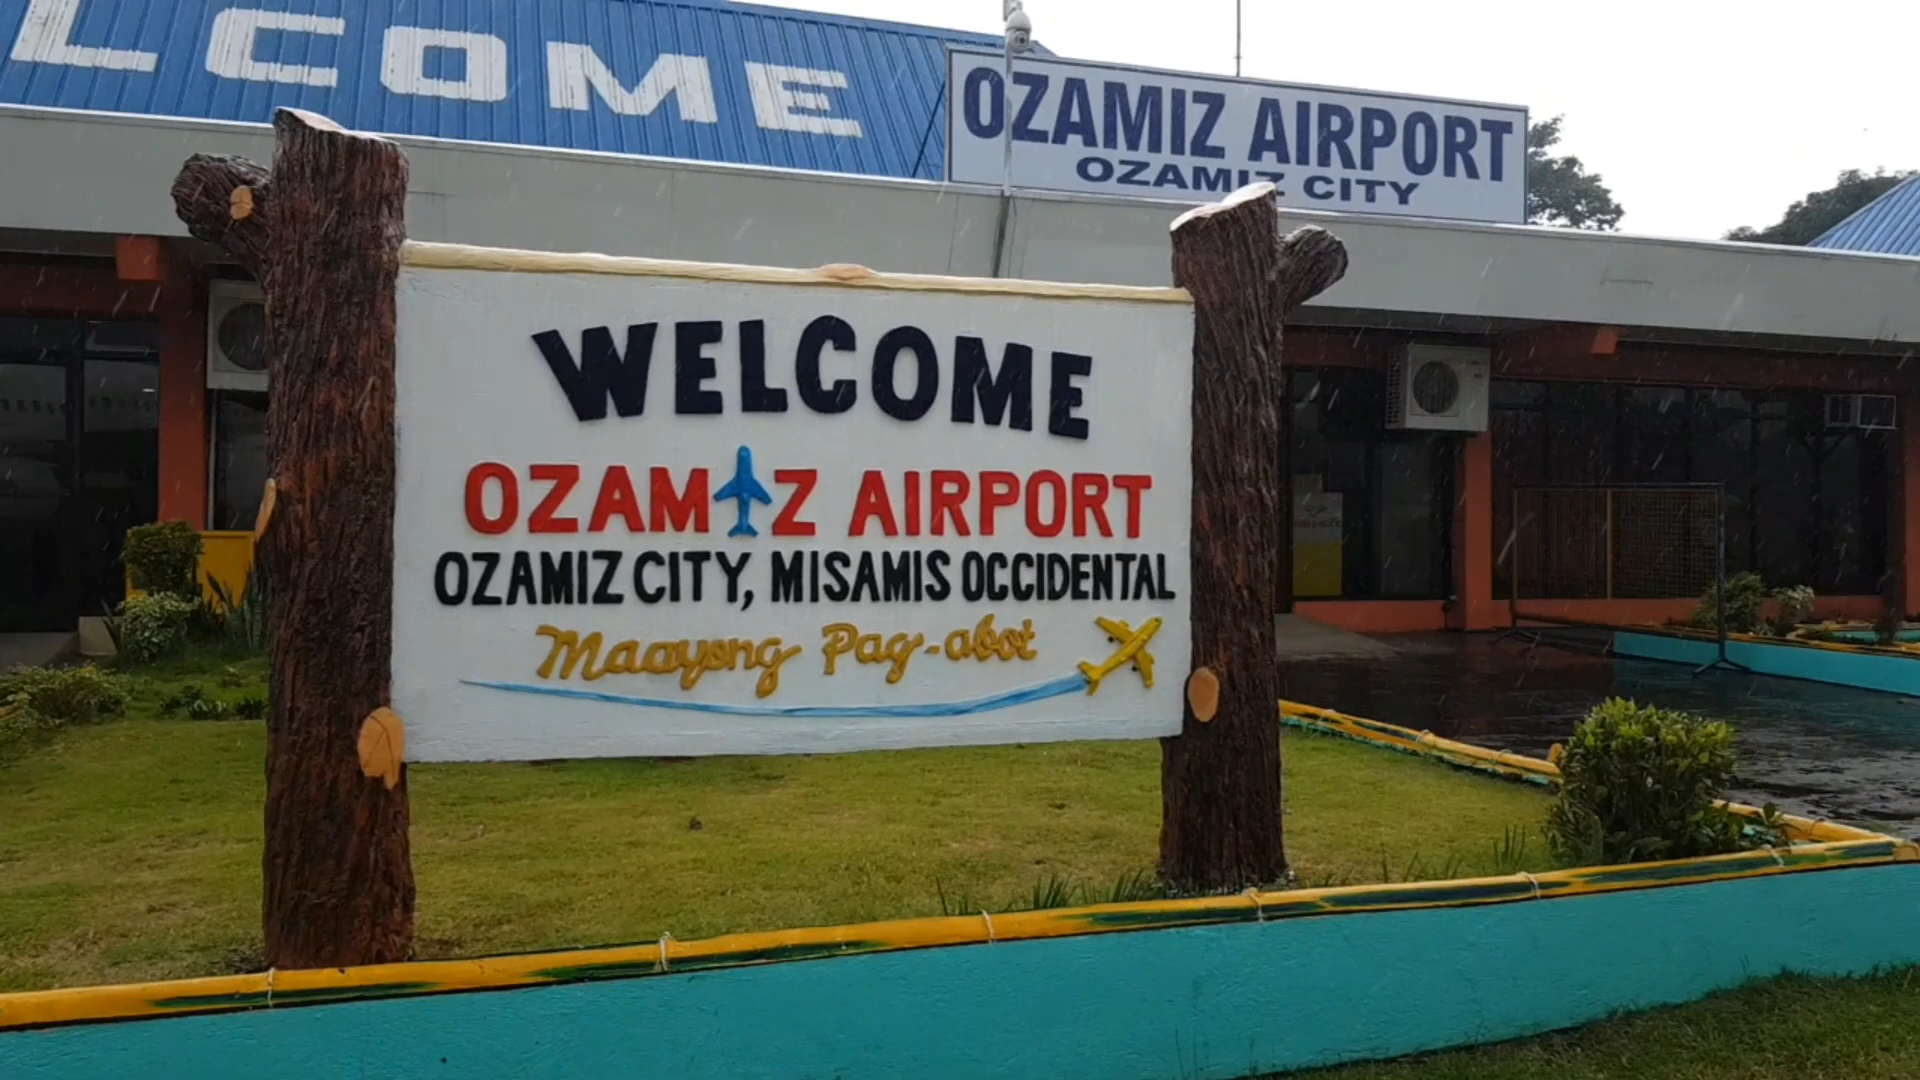 LCOME
OZAMIZ AIRPORT
OZAMIZ CITY
WELCOME
OZAMIZ AIRPORT
OZAMIZ CITY, MISAMIS OCCIDENTAL
Maayong Pag-abot